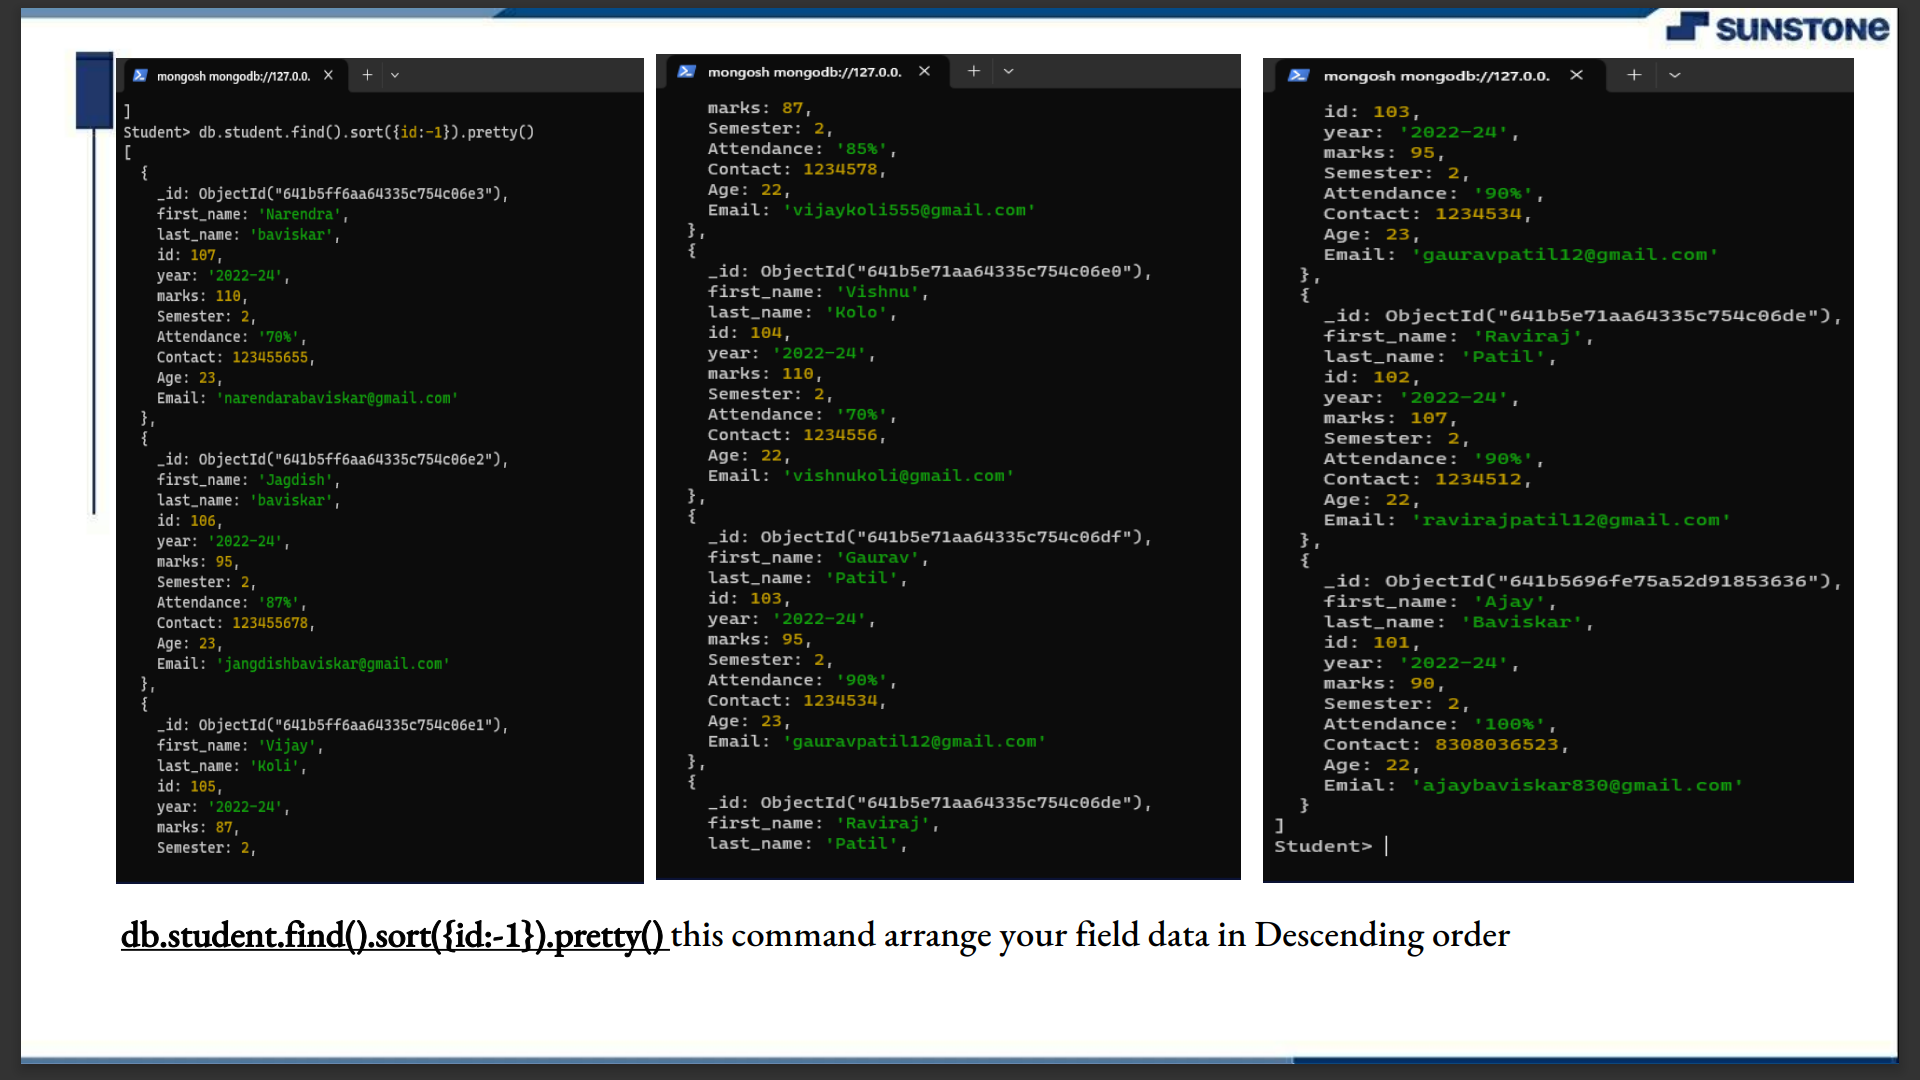 SUNSTONE
mongosh mongodb://127.0.0.
]
Student> db.student.find().sort({id:-1}).pretty()
[
{
_id: ObjectId("641b5ff6aa64335c754c06e3"),
first_name: 'Narendra',
last_name: 'baviskar',
id: 107,
year: '2022-24',
marks: 110,
Semester: 2,
Attendance: '70%',
Contact: 123455655,
Age: 23,
Email: 'narendarabaviskar@gmail.com'
},
{
_id: ObjectId("641b5ff6aa64335c754c06e2"),
first_name: 'Jagdish',
last_name: 'baviskar',
id: 106,
year: '2022-24',
marks: 95,
Semester: 2,
Attendance: '87%',
Contact: 123455678,
Age: 23,
Email: 'jangdishbaviskar@gmail.com'
},
{
_id: ObjectId("641b5ff6aa64335c754c06e1"),
first_name: 'Vijay',
last_name: 'Koli',
id: 105,
year: '2022-24',
marks: 87,
Semester: 2,
mongosh mongodb://127.0.0.
marks: 87,
Semester: 2,
Attendance: '85%',
Contact: 1234578,
Age: 22,
Email: 'vijaykoli555@gmail.com'
},
{
_id: ObjectId("641b5e71aa64335c754c06e0"),
first_name: 'Vishnu',
last_name: 'Kolo',
id: 104,
year: '2022-24',
marks: 110,
Semester: 2,
Attendance: '70%',
Contact: 1234556,
Age: 22,
Email: 'vishnukoli@gmail.com'
},
{
_id: ObjectId("641b5e71aa64335c754c06df"),
first_name: 'Gaurav',
last_name: 'Patil',
id: 103,
year: '2022-24',
marks: 95,
Semester: 2,
Attendance: '90%',
Contact: 1234534,
Age: 23,
Email: 'gauravpatil12@gmail.com'
},
{
_id: ObjectId("641b5e71aa64335c754c06de"),
first_name: 'Raviraj',
last_name: 'Patil',
mongosh mongodb://127.0.0.
id: 103,
year: '2022-24',
marks: 95,
Semester: 2,
Attendance: '90%',
Contact: 1234534,
Age: 23,
Email: 'gauravpatil12@gmail.com'
},
{
_id: ObjectId("641b5e71aa64335c754c06de"),
first_name: 'Raviraj',
last_name: 'Patil',
id: 102,
year: '2022-24',
marks: 107,
Semester: 2,
Attendance: '90%',
Contact: 1234512,
Age: 22,
Email: 'ravirajpatil12@gmail.com'
},
{
_id: ObjectId("641b5696fe75a52d91853636"),
first_name: 'Ajay',
last_name: 'Baviskar',
id: 101,
year: '2022-24',
marks: 90,
Semester: 2,
Attendance: '100%',
Contact: 8308036523,
Age: 22,
Emial: 'ajaybaviskar830@gmail.com'
}
]
Student>
db.student.find().sort({id:-1}).pretty() this command arrange your field data in Descending order